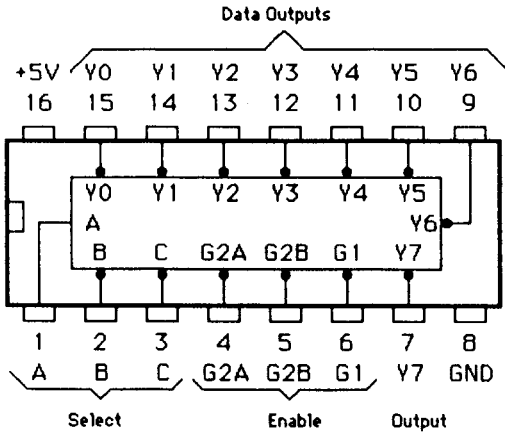 Data Outputs
+5V Y0 Y1 Y2 Y3 Y4 Y5 Y6
16 15 14 13 12 11 10 9
Y0 Y1 Y2 Y3 Y4 Y5
A Y6
B C G2A G2B G1 Y7
1 2 3 4 5 6 7 8
A B C G2A G2B G1 Y7 GND
Select Enable Output